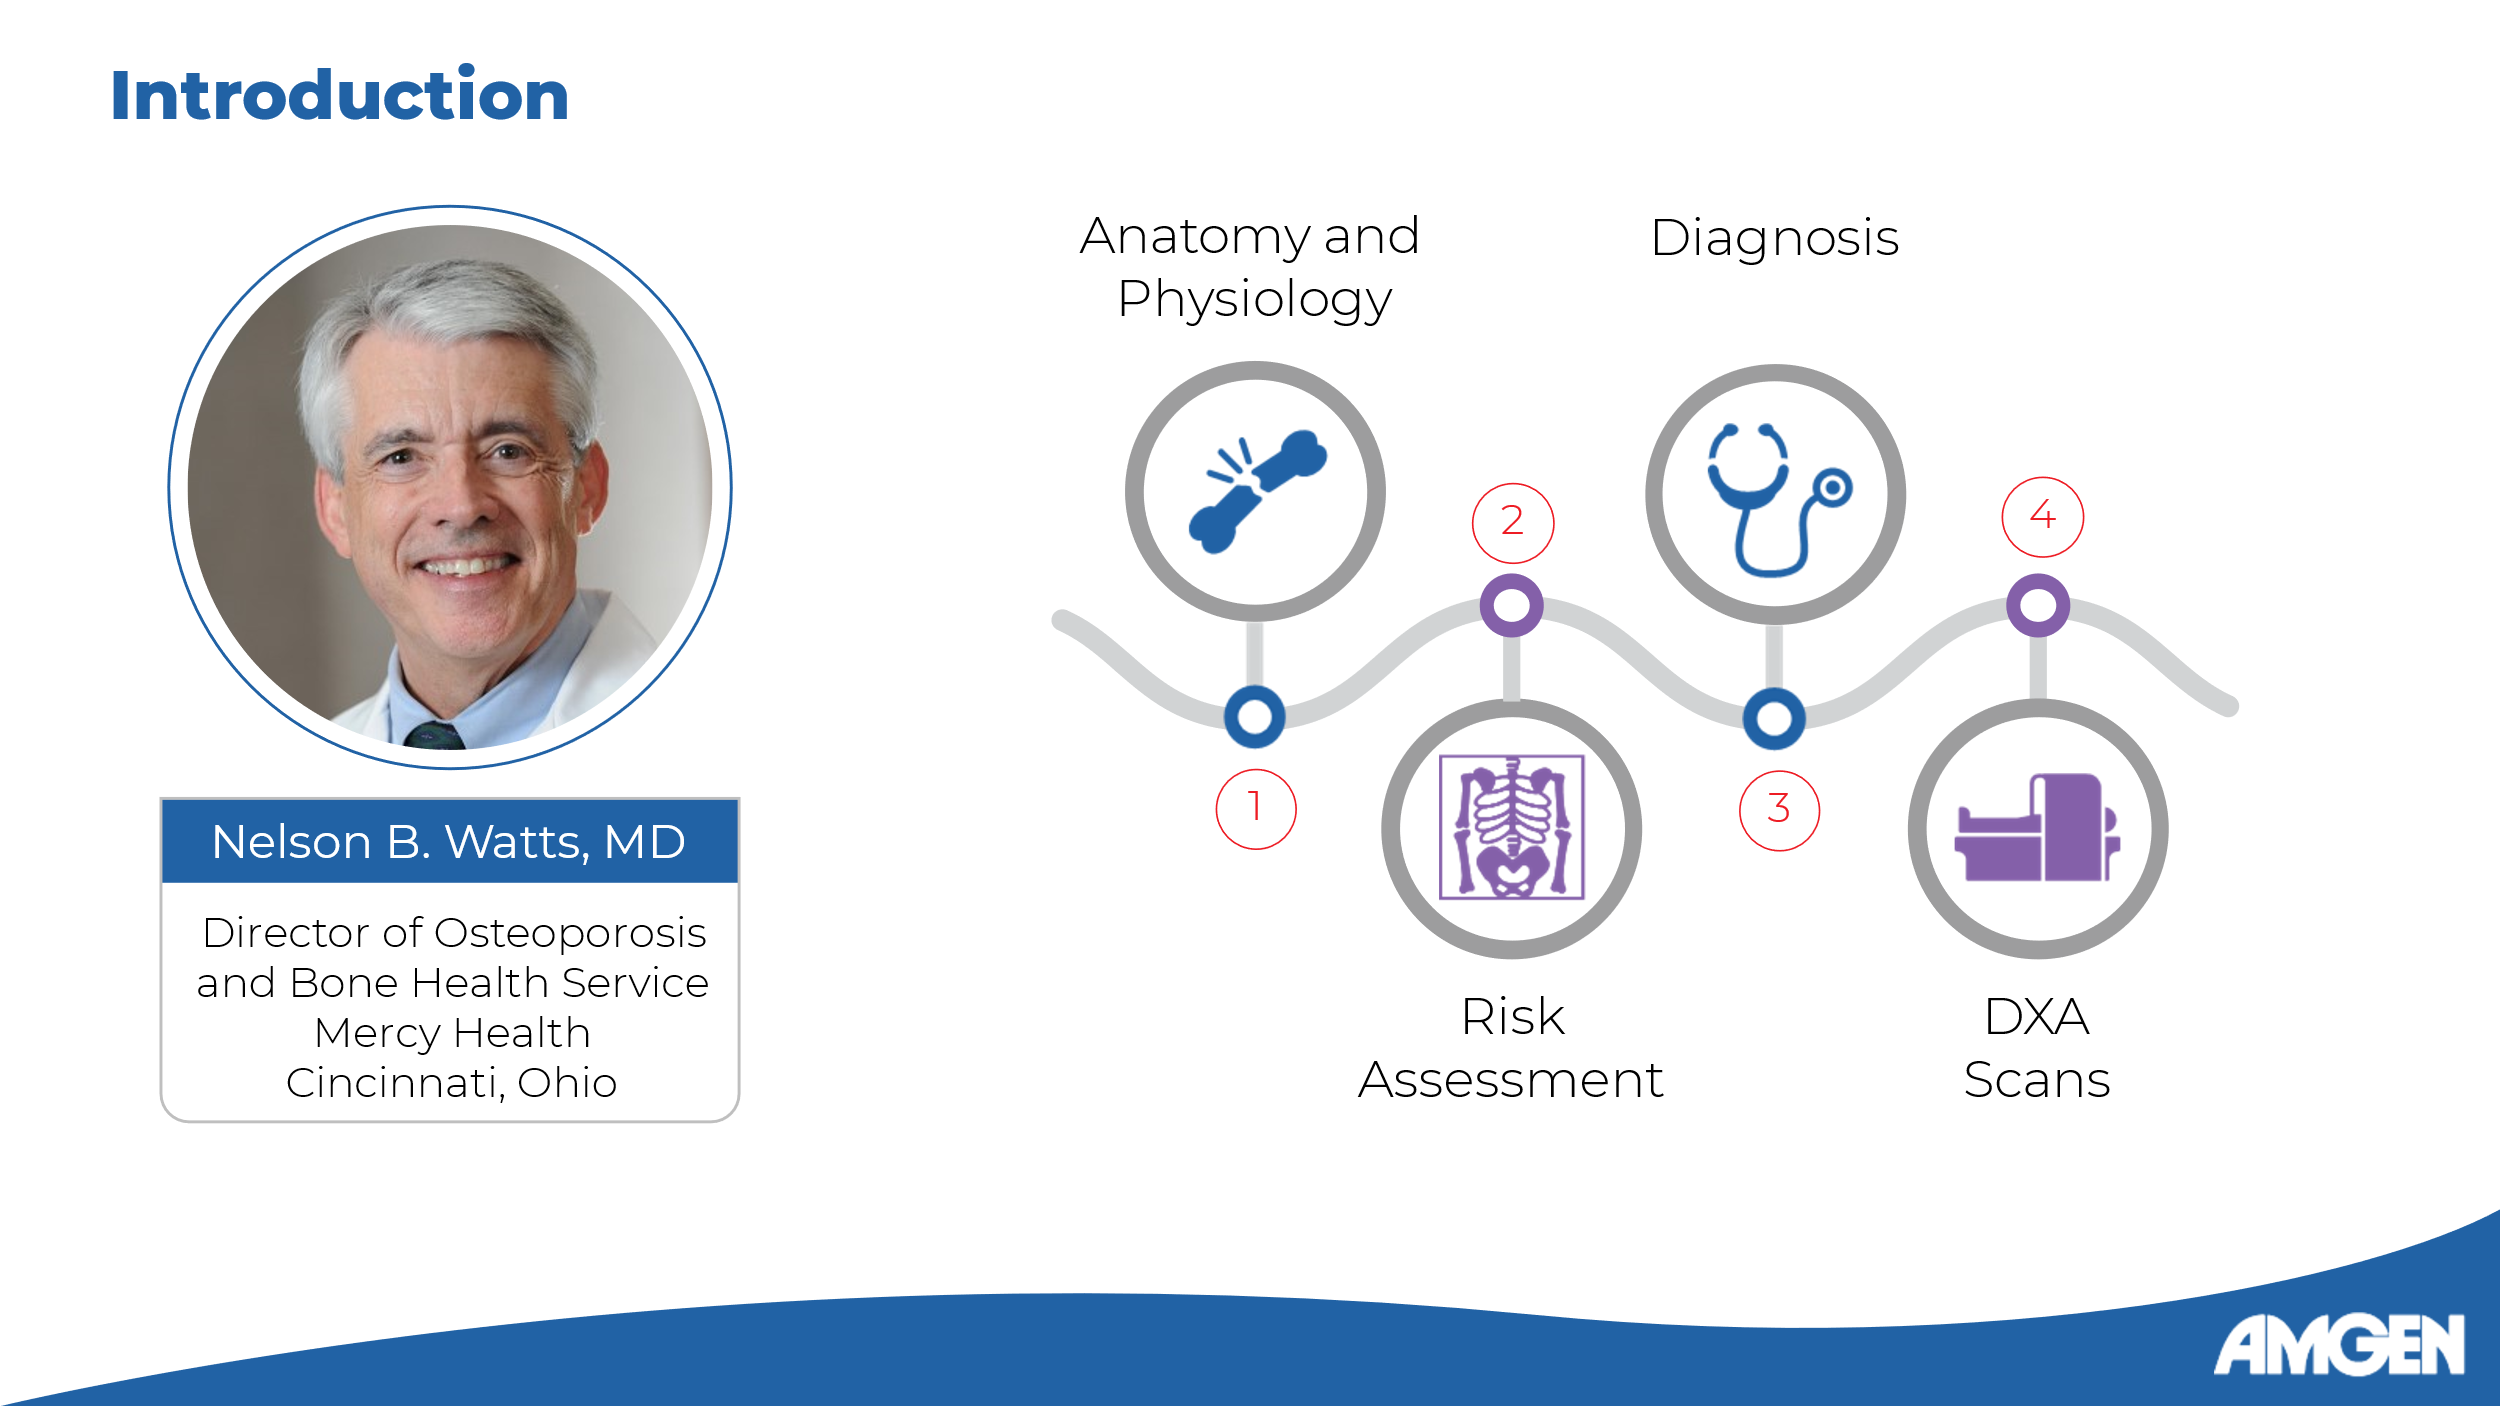 Introduction
Nelson B. Watts, MD
Director of Osteoporosis
and Bone Health Service
Mercy Health
Cincinnati, Ohio
Anatomy and
Physiology
1
2
Risk
Assessment
Diagnosis
3
4
DXA
Scans
AMGEN